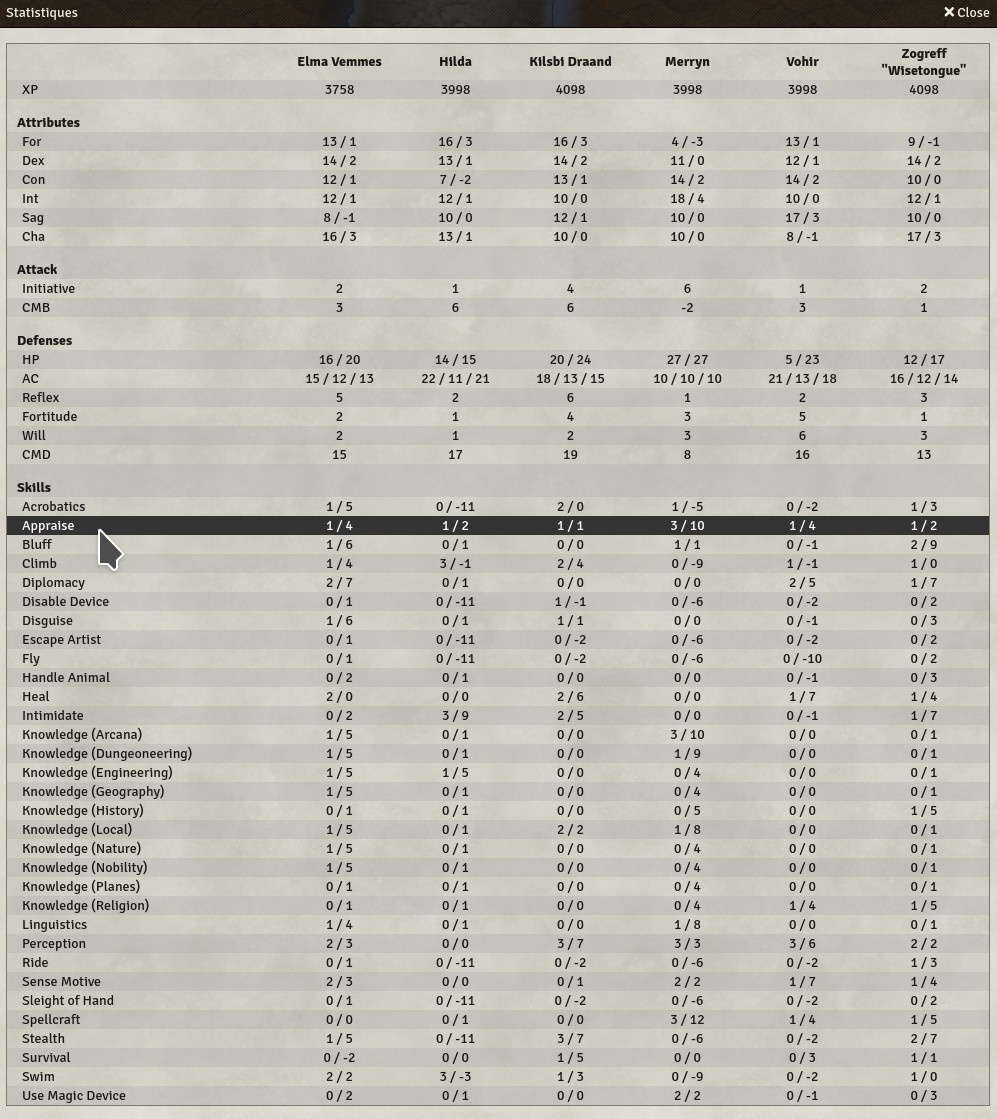 Statistiques
Close
Elma Vemmes Hilda Kilsbi Draand Merryn Vohir Zogreff "Wisetongue"
XP 3758 3998 4098 3998 3998 4098
Attributes
For 13 / 1 16 / 3 16 / 3 4 / -3 13 / 1 9 / -1
Dex 14 / 2 13 / 1 14 / 2 11 / 0 12 / 1 14 / 2
Con 12 / 1 7 / -2 13 / 1 14 / 2 14 / 2 10 / 0
Int 12 / 1 12 / 1 10 / 0 18 / 4 10 / 0 12 / 1
Sag 8 / -1 10 / 0 12 / 1 10 / 0 17 / 3 10 / 0
Cha 16 / 3 13 / 1 10 / 0 10 / 0 8 / -1 17 / 3
Attack
Initiative 2 1 4 6 1 2
CMB 3 6 6 -2 3 1
Defenses
HP 16 / 20 14 / 15 20 / 24 27 / 27 5 / 23 12 / 17
AC 15 / 12 / 13 22 / 11 / 21 18 / 13 / 15 10 / 10 / 10 21 / 13 / 18 16 / 12 / 14
Reflex 5 2 6 1 2 3
Fortitude 2 1 4 3 5 1
Will 2 1 2 3 6 3
CMD 15 17 19 8 16 13
Skills
Acrobatics 1 / 5 0 / -11 2 / 0 1 / -5 0 / -2 1 / 3
Appraise 1 / 4 1 / 2 1 / 1 3 / 10 1 / 4 1 / 2
Bluff 1 / 6 0 / 1 0 / 0 1 / 1 0 / -1 2 / 9
Climb 1 / 4 3 / -1 2 / 4 0 / -9 1 / -1 1 / 0
Diplomacy 2 / 7 0 / 1 0 / 0 0 / 0 2 / 5 1 / 7
Disable Device 0 / 1 0 / -11 1 / -1 0 / -6 0 / -2 0 / 2
Disguise 1 / 6 0 / 1 1 / 1 0 / 0 0 / -1 0 / 3
Escape Artist 0 / 1 0 / -11 0 / -2 0 / -6 0 / -2 0 / 2
Fly 0 / 1 0 / -11 0 / -2 0 / -6 0 / -10 0 / 2
Handle Animal 0 / 2 0 / 1 0 / 0 0 / 0 0 / -1 0 / 3
Heal 2 / 0 0 / 0 2 / 6 0 / 0 1 / 7 1 / 4
Intimidate 0 / 2 3 / 9 2 / 5 0 / 0 0 / -1 1 / 7
Knowledge (Arcana) 1 / 5 0 / 1 0 / 0 3 / 10 0 / 0 0 / 1
Knowledge (Dungeoneering) 1 / 5 0 / 1 0 / 0 1 / 9 0 / 0 0 / 1
Knowledge (Engineering) 1 / 5 1 / 5 0 / 0 0 / 4 0 / 0 0 / 1
Knowledge (Geography) 1 / 5 0 / 1 0 / 0 0 / 4 0 / 0 0 / 1
Knowledge (History) 0 / 1 0 / 1 0 / 0 0 / 5 0 / 0 1 / 5
Knowledge (Local) 1 / 5 0 / 1 2 / 2 1 / 8 0 / 0 0 / 1
Knowledge (Nature) 1 / 5 0 / 1 0 / 0 0 / 4 0 / 0 0 / 1
Knowledge (Nobility) 1 / 5 0 / 1 0 / 0 0 / 4 0 / 0 0 / 1
Knowledge (Planes) 0 / 1 0 / 1 0 / 0 0 / 4 0 / 0 0 / 1
Knowledge (Religion) 0 / 1 0 / 1 0 / 0 0 / 4 1 / 4 1 / 5
Linguistics 1 / 4 0 / 1 0 / 0 1 / 8 0 / 0 0 / 1
Perception 2 / 3 0 / 0 3 / 7 3 / 3 3 / 6 2 / 2
Ride 0 / 1 0 / -11 0 / -2 0 / -6 0 / -2 1 / 3
Sense Motive 2 / 3 0 / 0 0 / 1 2 / 2 1 / 7 1 / 4
Sleight of Hand 0 / 1 0 / -11 0 / -2 0 / -6 0 / -2 0 / 2
Spellcraft 0 / 0 0 / 1 0 / 0 3 / 12 1 / 4 1 / 5
Stealth 1 / 5 0 / -11 3 / 7 0 / -6 0 / -2 2 / 7
Survival 0 / -2 0 / 0 1 / 5 0 / 0 0 / 3 1 / 1
Swim 2 / 2 3 / -3 1 / 3 0 / -9 0 / -2 1 / 0
Use Magic Device 0 / 2 0 / 1 0 / 0 2 / 2 0 / -1 0 / 3